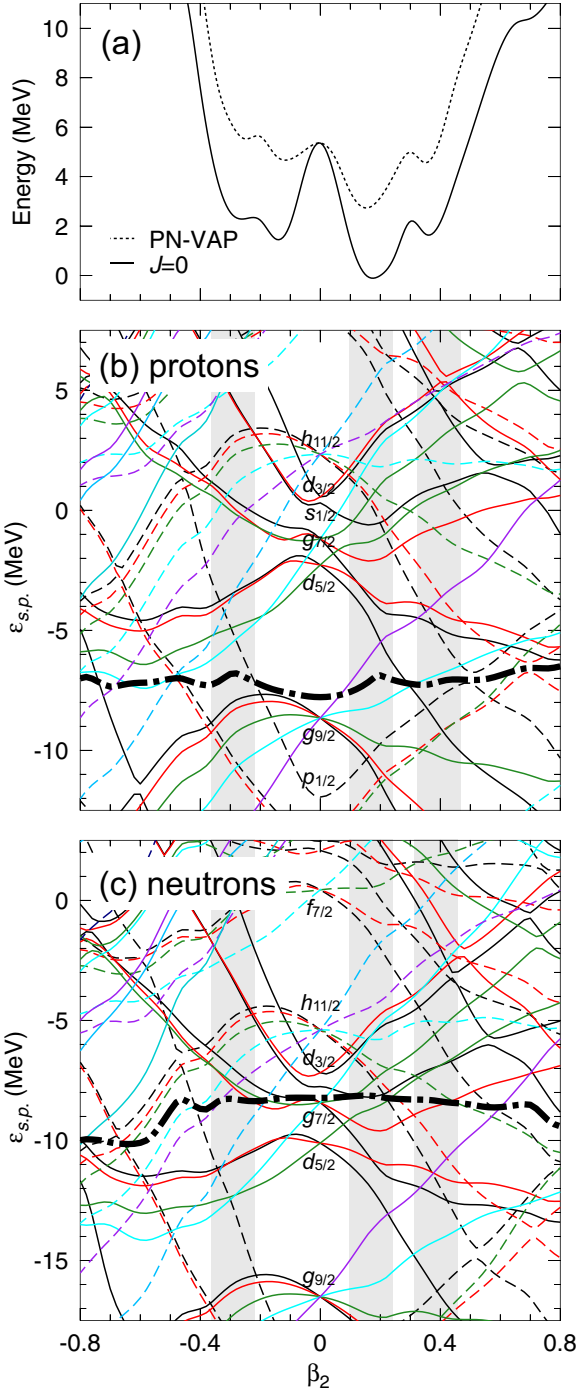 (a)
10
8
6
4
2
0
Energy (MeV)
PN-VAP
J=0
(b) protons
5
0
-5
-10
ε_{s.p.} (MeV)
h_{11/2}
d_{3/2}
s_{1/2}
g_{7/2}
d_{5/2}
g_{9/2}
p_{1/2}
(c) neutrons
0
-5
-10
-15
ε_{s.p.} (MeV)
f_{7/2}
h_{11/2}
d_{3/2}
g_{7/2}
d_{5/2}
g_{9/2}
-0.8 -0.4 0 0.4 0.8
β_2